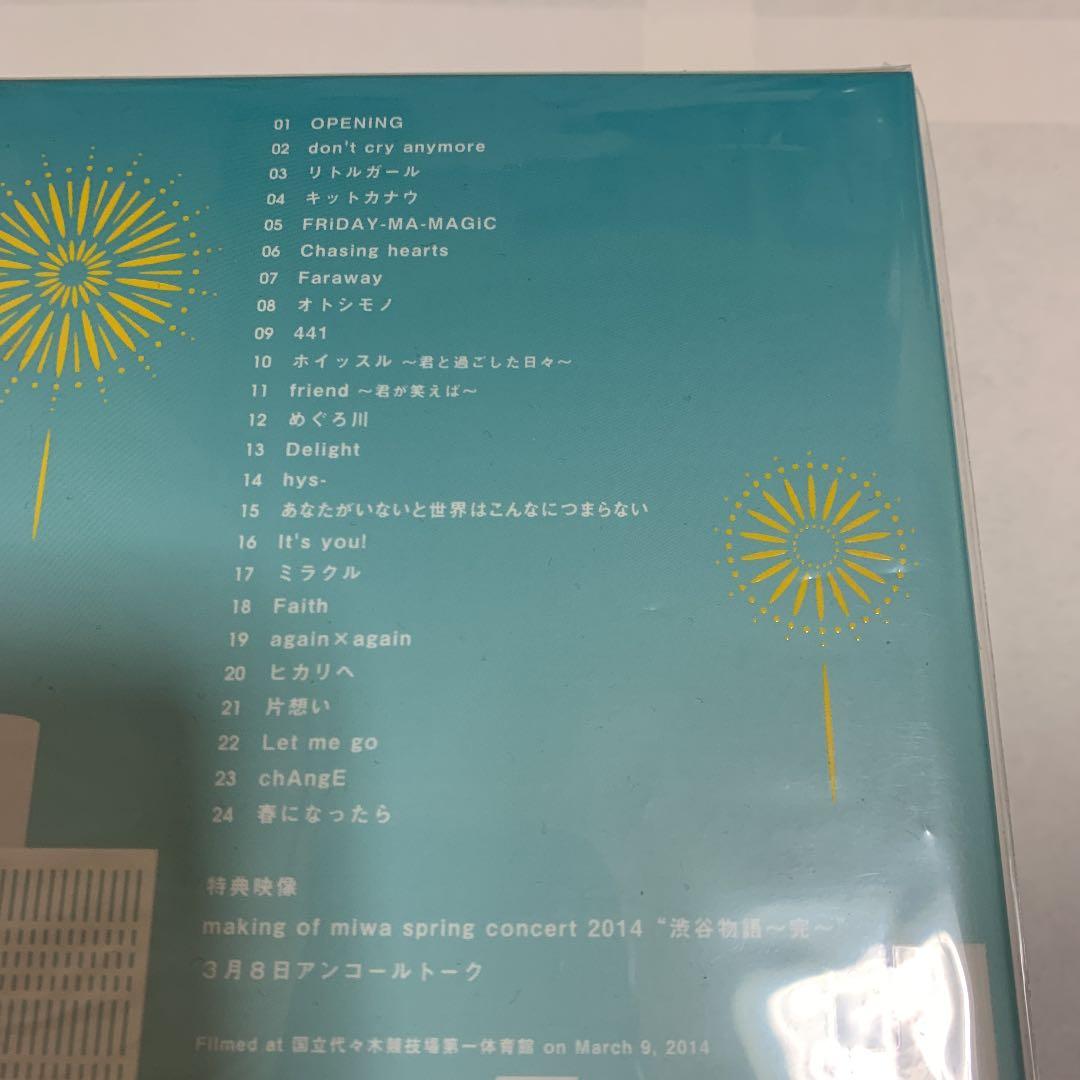 01 OPENING
02 don't cry anymore
03 リトルガール
04 キットカナウ
05 FRiDAY-MA-MAGiC
06 Chasing hearts
07 Faraway
08 オトシモノ
09 441
10 ホイッスル ～君と過ごした日々～
11 friend ～君が笑えば～
12 めぐろ川
13 Delight
14 hys-
15 あなたがいないと世界はこんなにつまらない
16 It's you!
17 ミラクル
18 Faith
19 again×again
20 ヒカリへ
21 片想い
22 Let me go
23 chAngE
24 春になったら
特典映像
making of miwa spring concert 2014 “渋谷物語～完～”
3月8日アンコールトーク
Filmed at 国立代々木競技場第一体育館 on March 9, 2014